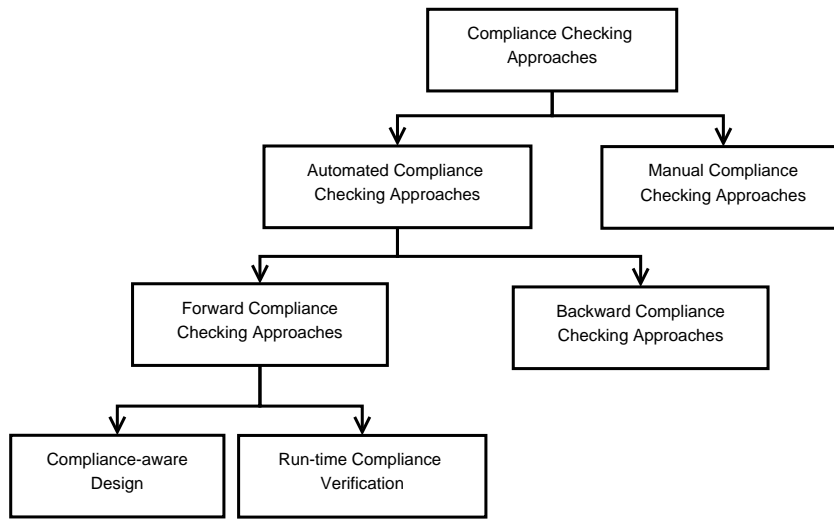 Compliance Checking
Approaches
Automated Compliance
Checking Approaches
Manual Compliance
Checking Approaches
Forward Compliance
Checking Approaches
Backward Compliance
Checking Approaches
Compliance-aware
Design
Run-time Compliance
Verification